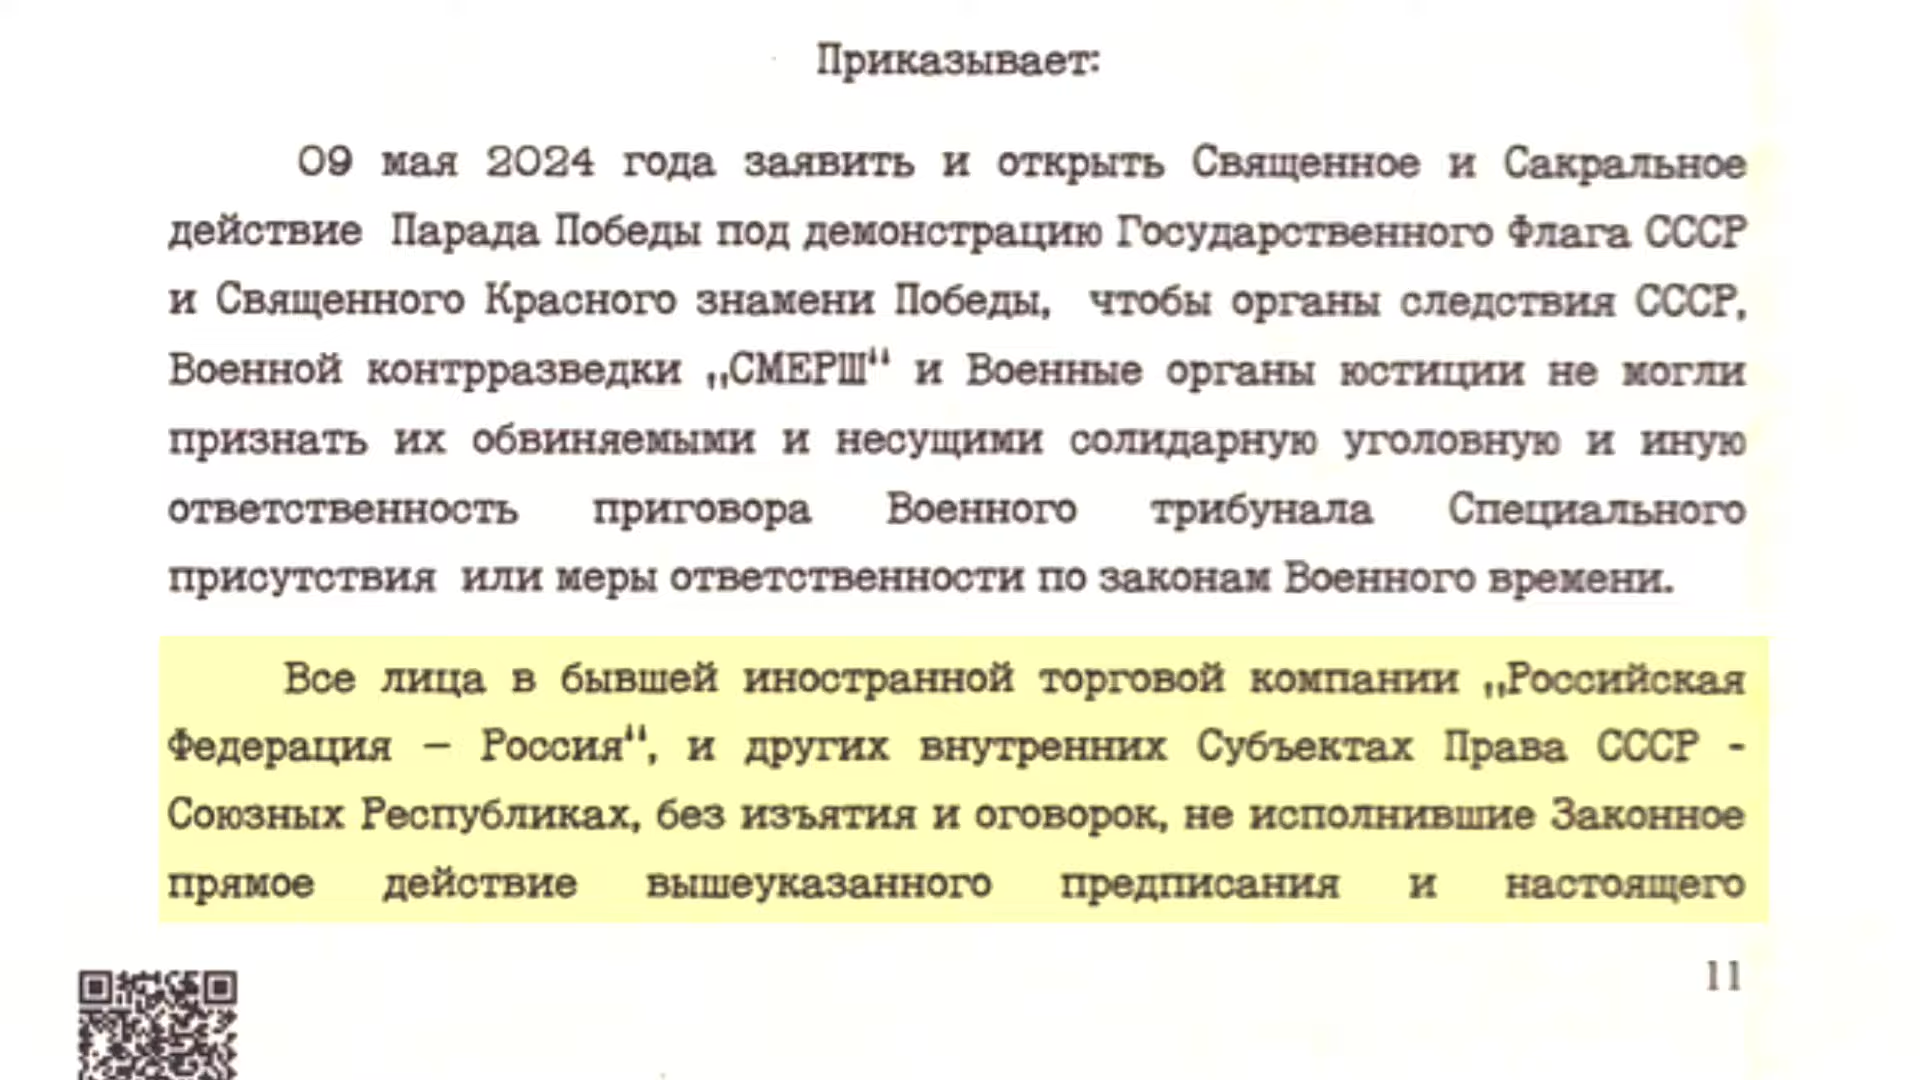 Приказывает:
09 мая 2024 года заявить и открыть Священное и Сакральное
действие Парада Победы под демонстрацию Государственного Флага СССР
и Священного Красного знамени Победы, чтобы органы следствия СССР,
Военной контрразведки „СМЕРШ“ и Военные органы юстиции не могли
признать их обвиняемыми и несущими солидарную уголовную и иную
ответственность приговора Военного трибунала Специального
присутствия или меры ответственности по законам Военного времени.
Все лица в бывшей иностранной торговой компании „Российская
Федерация – Россия“, и других внутренних Субъектах Права СССР -
Союзных Республиках, без изъятия и оговорок, не исполнившие Законное
прямое действие вышеуказанного предписания и настоящего
11